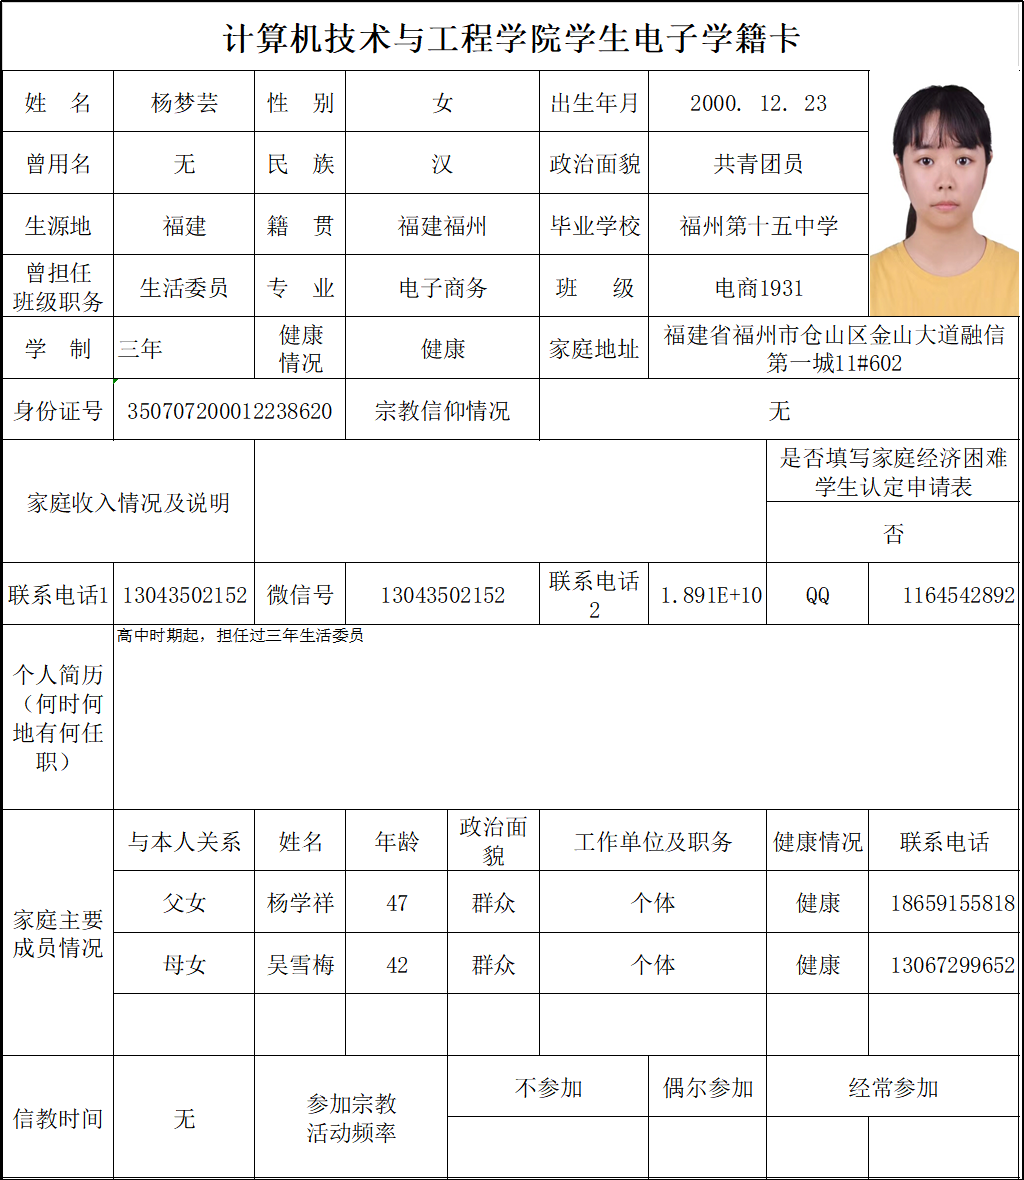 计算机技术与工程学院学生电子学籍卡
姓 名 杨梦芸 性 别 女 出生年月 2000. 12. 23
曾用名 无 民 族 汉 政治面貌 共青团员
生源地 福建 籍 贯 福建福州 毕业学校 福州第十五中学
曾担任
班级职务 生活委员 专 业 电子商务 班 级 电商1931
学 制 三年 健康
情况 健康 家庭地址 福建省福州市仓山区金山大道融信
第一城11#602
身份证号 350707200012238620 宗教信仰情况 无
家庭收入情况及说明 是否填写家庭经济困难
学生认定申请表
否
联系电话1 13043502152 微信号 13043502152 联系电话
2 1.891E+10 QQ 1164542892
个人简历
（何时何
地有何任
职） 高中时期起，担任过三年生活委员
家庭主要
成员情况
与本人关系 姓名 年龄 政治面
貌 工作单位及职务 健康情况 联系电话
父女 杨学祥 47 群众 个体 健康 18659155818
母女 吴雪梅 42 群众 个体 健康 13067299652
信教时间 无 参加宗教
活动频率 不参加 偶尔参加 经常参加